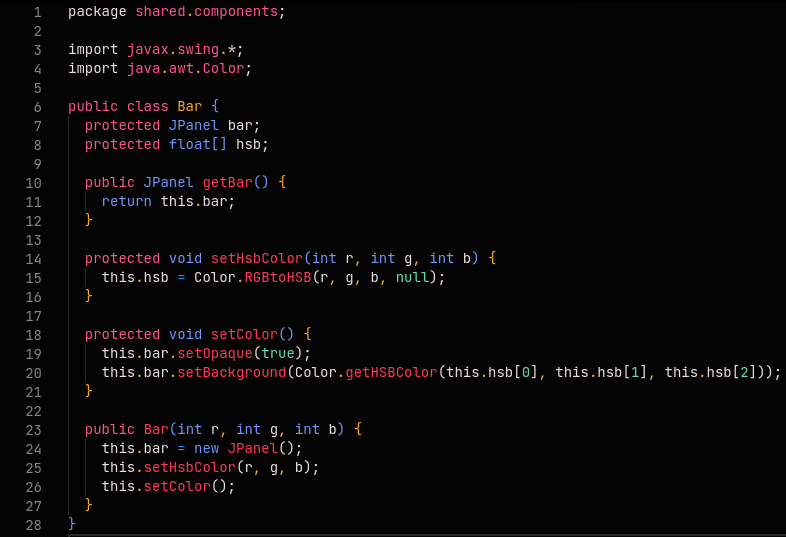 1 package shared.components;
2
3 import javax.swing.*;
4 import java.awt.Color;
5
6 public class Bar {
7   protected JPanel bar;
8   protected float[] hsb;
9
10   public JPanel getBar() {
11     return this.bar;
12   }
13
14   protected void setHsbColor(int r, int g, int b) {
15     this.hsb = Color.RGBtoHSB(r, g, b, null);
16   }
17
18   protected void setColor() {
19     this.bar.setOpaque(true);
20     this.bar.setBackground(Color.getHSBColor(this.hsb[0], this.hsb[1], this.hsb[2]));
21   }
22
23   public Bar(int r, int g, int b) {
24     this.bar = new JPanel();
25     this.setHsbColor(r, g, b);
26     this.setColor();
27   }
28 }